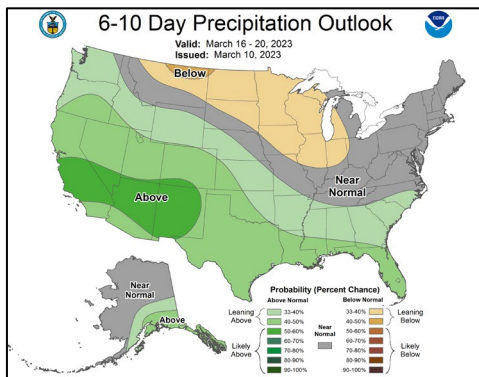 6-10 Day Precipitation Outlook
Valid: March 16 - 20, 2023
Issued: March 10, 2023
Below
Near
Normal
Above
Near
Normal
Above
Probability (Percent Chance)
Above Normal
Below Normal
Leaning
Above
33-40%
40-50%
50-60%
Likely
Above
60-70%
70-80%
80-90%
90-100%
Near
Normal
33-40%
40-50%
50-60%
60-70%
70-80%
80-90%
90-100%
Leaning
Below
Likely
Below